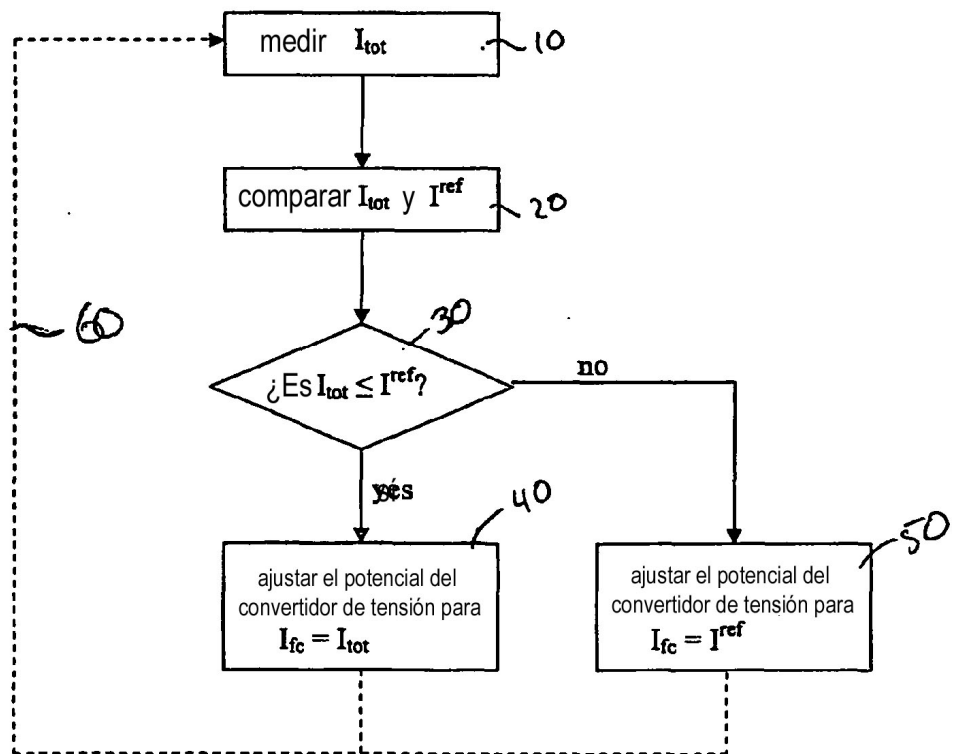 medir I_tot 10
comparar I_tot y I^ref 20
30
¿Es I_tot ≤ I^ref?
no
60
40
50
ajustar el potencial del
convertidor de tensión para
I_fc = I_tot
ajustar el potencial del
convertidor de tensión para
I_fc = I^ref